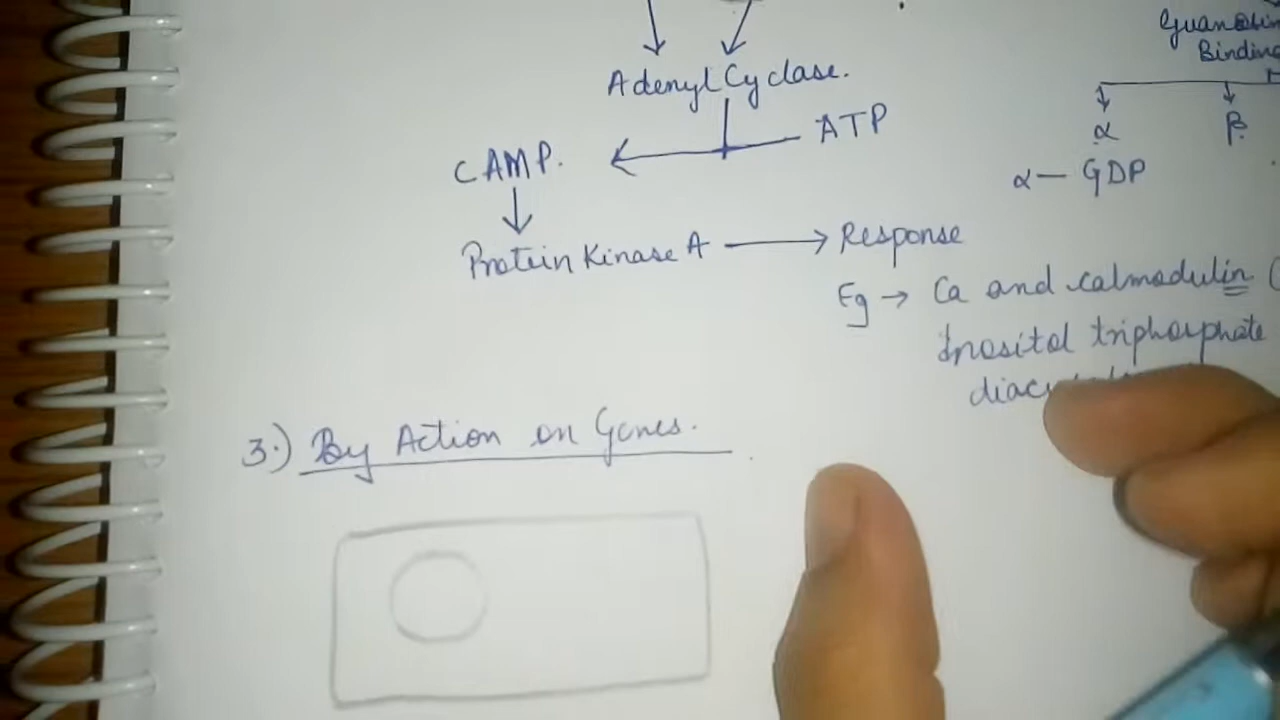 Adenyl Cyclase.
ATP
CAMP.
Protein Kinase A → Response
Eg → Ca and calmodulin (
Inositol triphosphate
3.) By Action on Genes.
Binding
α
β
α — GDP